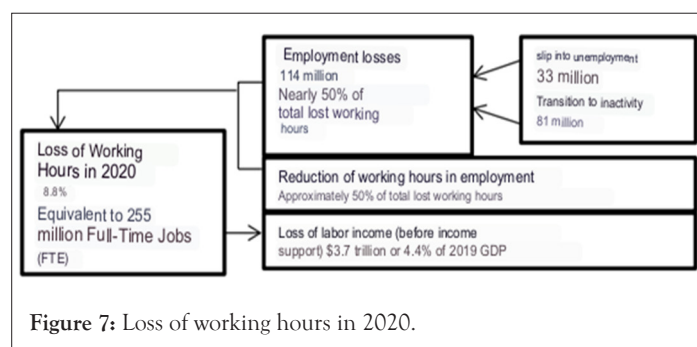 Employment losses
114 million
Nearly 50% of
total lost working
hours
slip into unemployment
33 million
Transition to inactivity
81 million
Loss of Working
Hours in 2020
8.8%
Equivalent to 255
million Full-Time Jobs
(FTE)
Reduction of working hours in employment
Approximately 50% of total lost working hours
Loss of labor income (before income
support) $3.7 trillion or 4.4% of 2019 GDP
Figure 7: Loss of working hours in 2020.